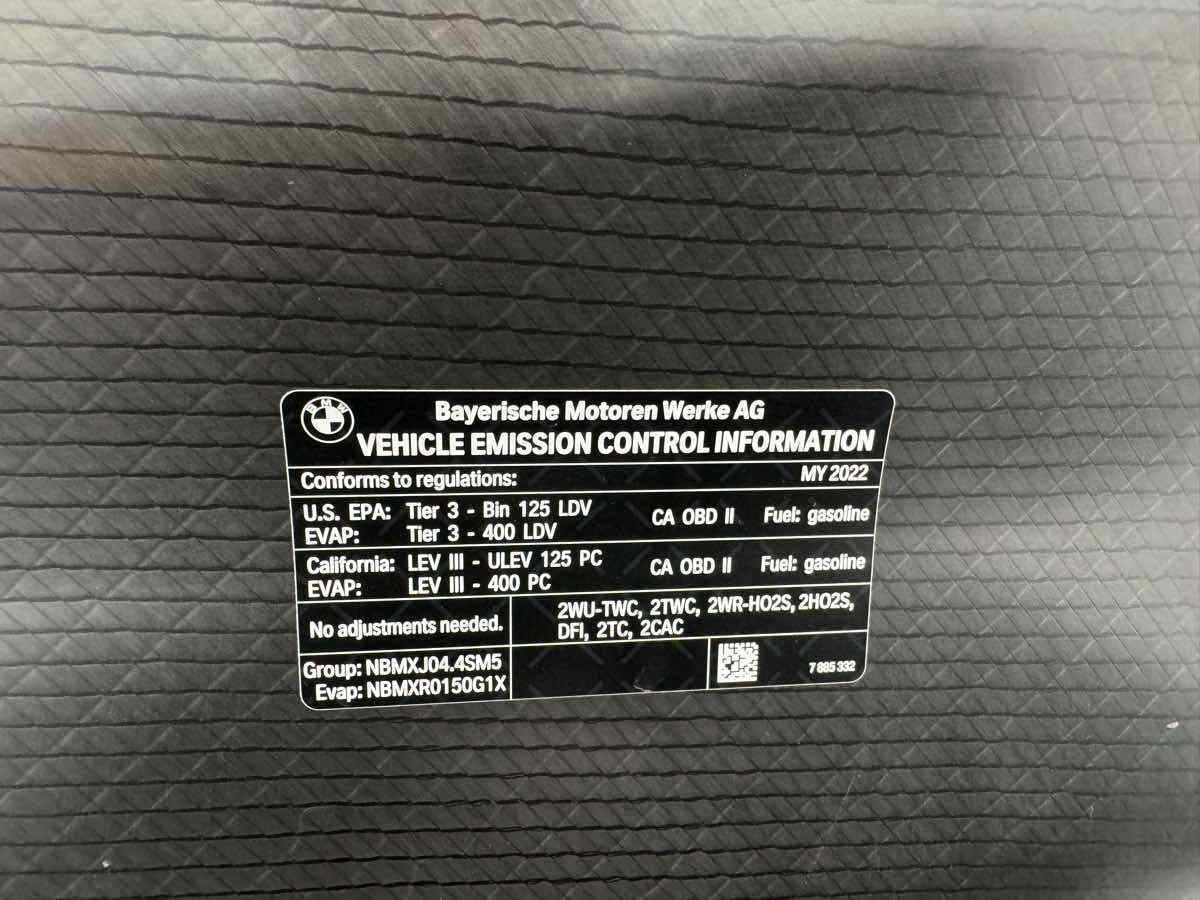 BMW
Bayerische Motoren Werke AG
VEHICLE EMISSION CONTROL INFORMATION
Conforms to regulations: MY 2022
U.S. EPA: Tier 3 - Bin 125 LDV CA OBD II Fuel: gasoline
EVAP: Tier 3 - 400 LDV
California: LEV III - ULEV 125 PC CA OBD II Fuel: gasoline
EVAP: LEV III - 400 PC
No adjustments needed.
2WU-TWC, 2TWC, 2WR-HO2S, 2HO2S,
DFI, 2TC, 2CAC
Group: NBMXJ04.4SM5
Evap: NBMXR0150G1X
7 885 332